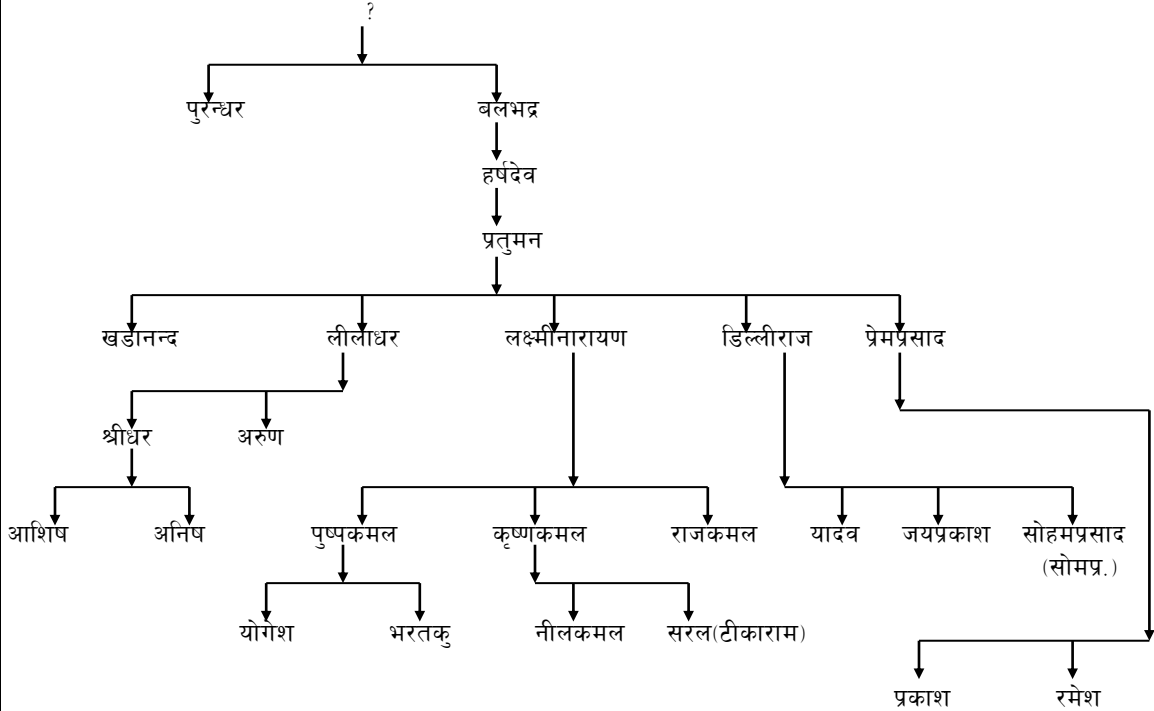 ?
पुरन्धर बलभद्र
हर्षदेव
प्रतुमन
खडानन्द लीलाधर लक्ष्मीनारायण डिल्लीराज प्रेमप्रसाद
श्रीधर अरुण
आशिष अनिष पुष्पकमल कृष्णकमल राजकमल यादव जयप्रकाश सोहमप्रसाद
(सोमप्र.)
योगेश भरतकु नीलकमल सरल(टीकाराम)
प्रकाश रमेश